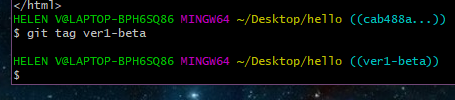 </html>
HELEN V@LAPTOP-BPH6SQ86 MINGW64 ~/Desktop/hello ((cab488a...))
$ git tag ver1-beta
HELEN V@LAPTOP-BPH6SQ86 MINGW64 ~/Desktop/hello ((ver1-beta))
$